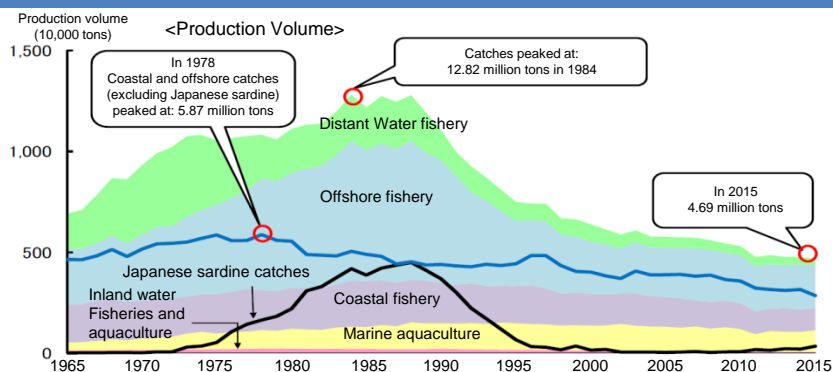 Production volume
(10,000 tons)
<Production Volume>
1,500
1,000
500
0
In 1978
Coastal and offshore catches
(excluding Japanese sardine)
peaked at: 5.87 million tons
Catches peaked at:
12.82 million tons in 1984
Distant Water fishery
Offshore fishery
In 2015
4.69 million tons
Japanese sardine catches
Inland water
Fisheries and
aquaculture
Coastal fishery
Marine aquaculture
1965 1970 1975 1980 1985 1990 1995 2000 2005 2010 2015